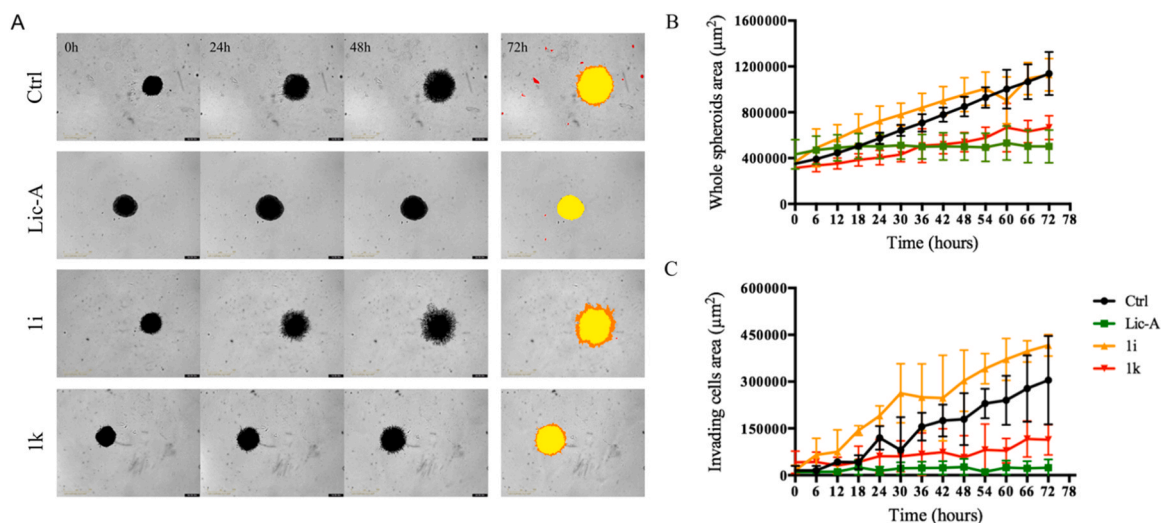 A
0h
24h
48h
72h
Ctrl
Lic-A
1i
1k
B
Whole spheroids area (µm²)
1600000
1200000
800000
400000
0
0 6 12 18 24 30 36 42 48 54 60 66 72 78
Time (hours)
C
Invading cells area (µm²)
600000
450000
300000
150000
0
0 6 12 18 24 30 36 42 48 54 60 66 72 78
Time (hours)
Ctrl
Lic-A
1i
1k